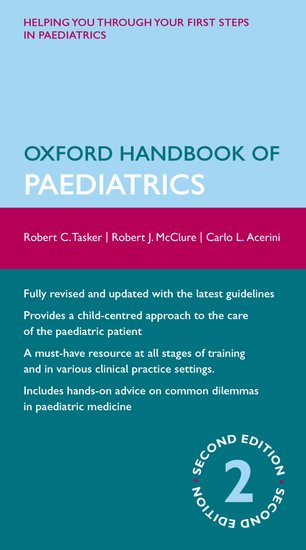 HELPING YOU THROUGH YOUR FIRST STEPS
IN PAEDIATRICS
OXFORD HANDBOOK OF
PAEDIATRICS
Robert C. Tasker | Robert J. McClure | Carlo L. Acerini
Fully revised and updated with the latest guidelines
Provides a child-centred approach to the care
of the paediatric patient
A must-have resource at all stages of training
and in various clinical practice settings.
Includes hands-on advice on common dilemmas
in paediatric medicine
• SECOND EDITION •
2
SECOND EDITION